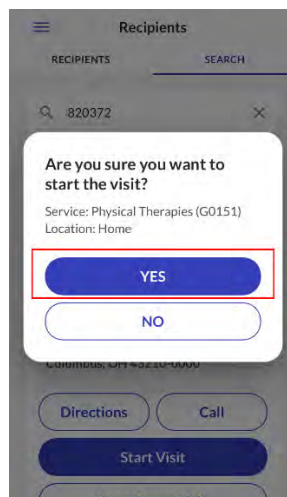 Recipients
RECIPIENTS SEARCH
820372
Are you sure you want to
start the visit?
Service: Physical Therapies (G0151)
Location: Home
YES
NO
Columbus, OH 43210-0000
Directions Call
Start Visit